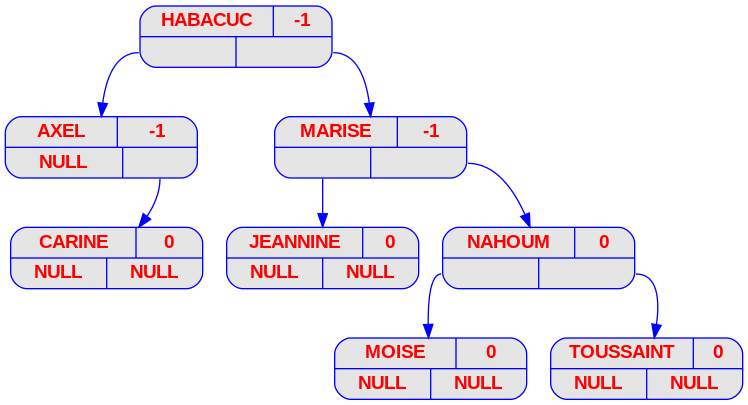 HABACUC -1
AXEL -1
MARISE -1
NULL
CARINE 0
JEANNINE 0
NAHOUM 0
NULL NULL
NULL NULL
MOISE 0
TOUSSAINT 0
NULL NULL
NULL NULL